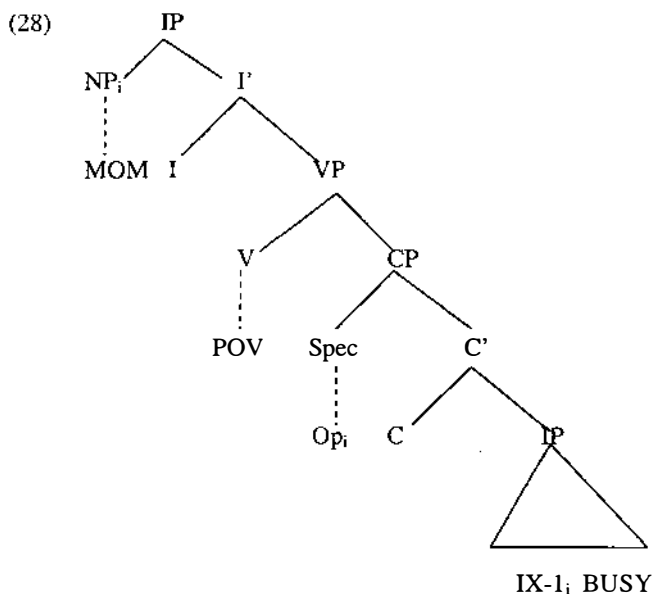 (28) IP
NPi I'
MOM I VP
V CP
POV Spec C'
Opi C IP
IX-1i BUSY